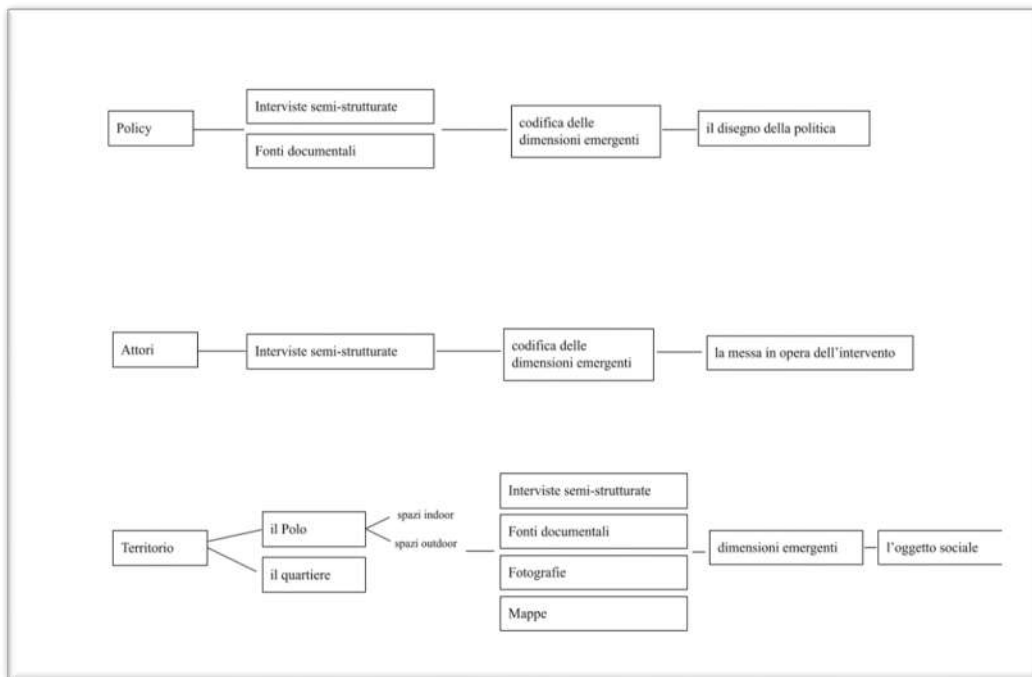 Policy
Interviste semi-strutturate
Fonti documentali
codifica delle
dimensioni emergenti
il disegno della politica
Attori
Interviste semi-strutturate
codifica delle
dimensioni emergenti
la messa in opera dell’intervento
Territorio
il Polo
il quartiere
spazi indoor
spazi outdoor
Interviste semi-strutturate
Fonti documentali
Fotografie
Mappe
dimensioni emergenti
l’oggetto sociale